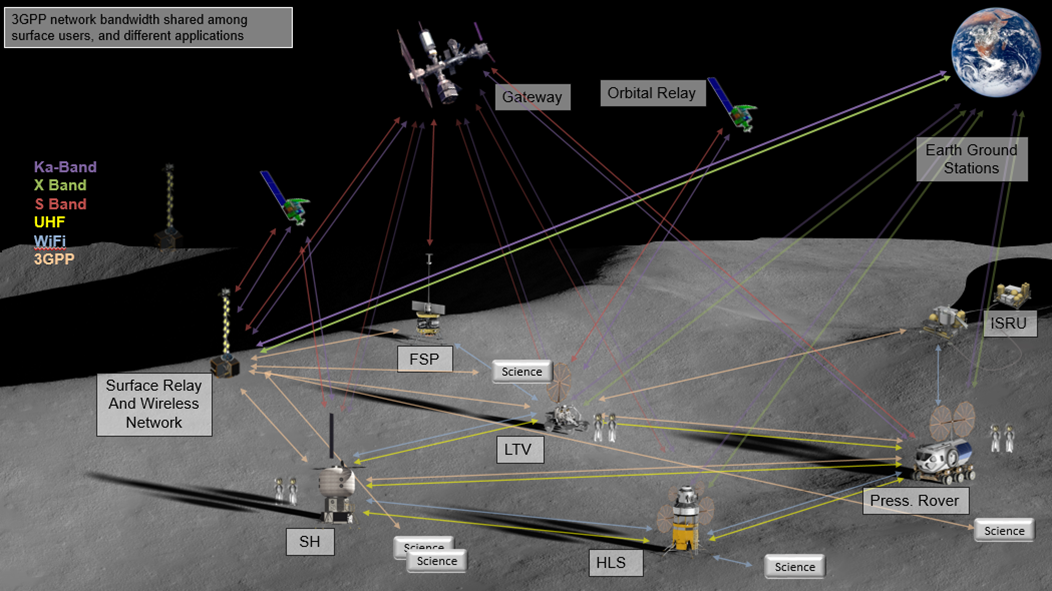 3GPP network bandwidth shared among
surface users, and different applications
Gateway
Orbital Relay
Earth Ground
Stations
Ka-Band
X Band
S Band
UHF
WiFi
3GPP
ISRU
FSP
Science
Surface Relay
And Wireless
Network
LTV
Press. Rover
SH
Science
Science
Science
HLS
Science